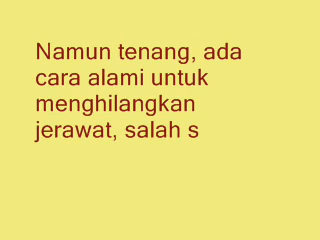 Namun tenang, ada
cara alami untuk
menghilangkan
jerawat, salah s